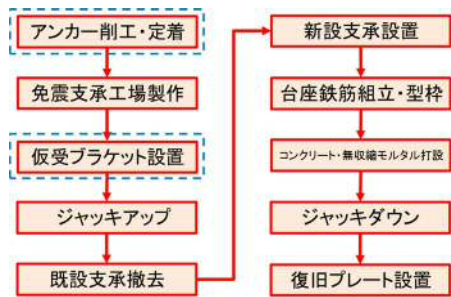 アンカー削工・定着
免震支承工場製作
仮受ブラケット設置
ジャッキアップ
既設支承撤去
新設支承設置
台座鉄筋組立・型枠
コンクリート・無収縮モルタル打設
ジャッキダウン
復旧プレート設置